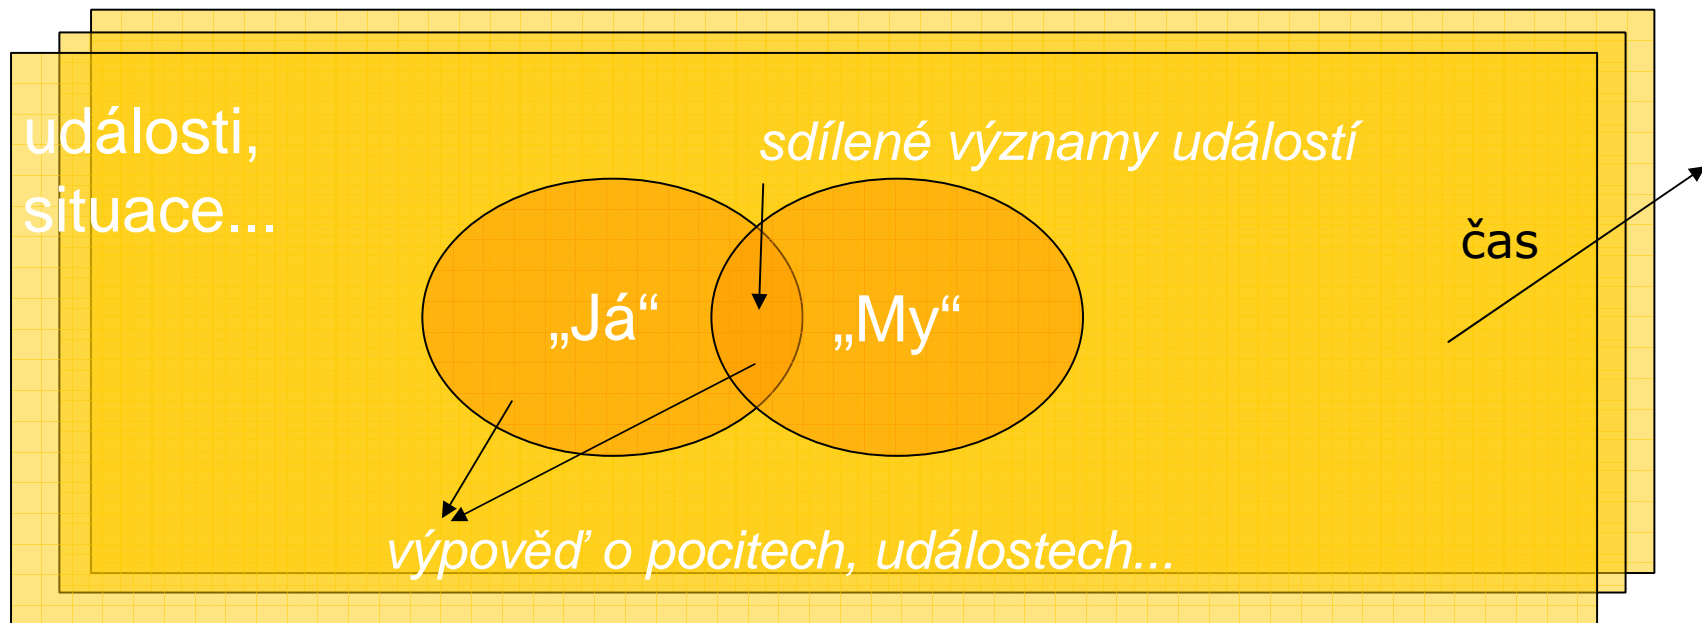 události,
situace...
sdílené významy událostí
čas
„Já“
„My“
výpověď o pocitech, událostech...